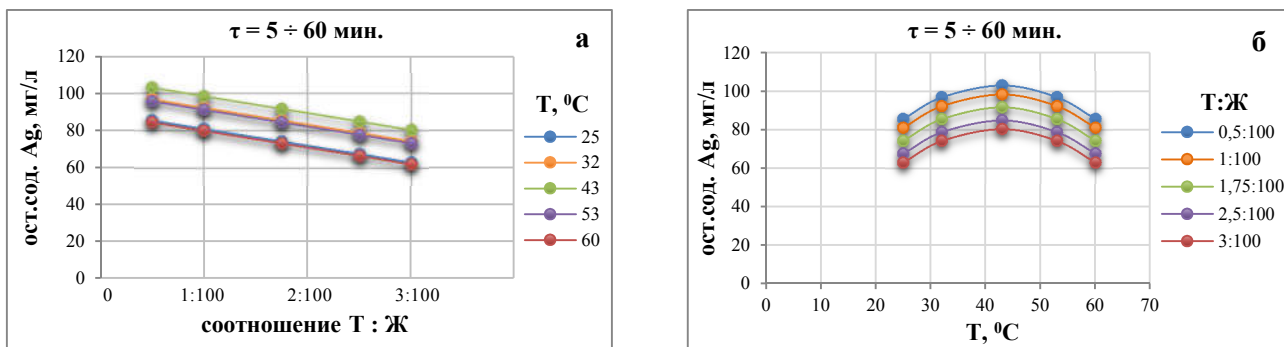 τ = 5 ÷ 60 мин.
а
ост.сод. Ag, мг/л
120
100
80
60
40
20
0
0 1:100 2:100 3:100
соотношение Т : Ж
Т, ⁰С
25
32
43
53
60
τ = 5 ÷ 60 мин.
б
ост.сод. Ag, мг/л
120
100
80
60
40
20
0
0 10 20 30 40 50 60 70
Т, ⁰С
Т:Ж
0,5:100
1:100
1,75:100
2,5:100
3:100